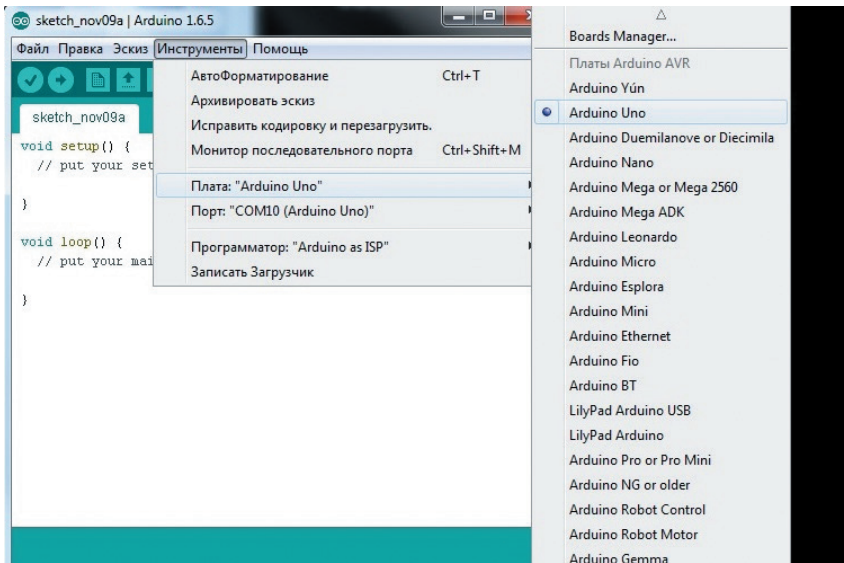 sketch_nov09a | Arduino 1.6.5
Файл Правка Эскиз Инструменты Помощь
sketch_nov09a
void setup() {
// put your set
}
void loop() {
// put your mai
}
АвтоФорматирование Ctrl+T
Архивировать эскиз
Исправить кодировку и перезагрузить.
Монитор последовательного порта Ctrl+Shift+M
Плата: "Arduino Uno"
Порт: "COM10 (Arduino Uno)"
Программатор: "Arduino as ISP"
Записать Загрузчик
Boards Manager...
Платы Arduino AVR
Arduino Yún
Arduino Uno
Arduino Duemilanove or Diecimila
Arduino Nano
Arduino Mega or Mega 2560
Arduino Mega ADK
Arduino Leonardo
Arduino Micro
Arduino Esplora
Arduino Mini
Arduino Ethernet
Arduino Fio
Arduino BT
LilyPad Arduino USB
LilyPad Arduino
Arduino Pro or Pro Mini
Arduino NG or older
Arduino Robot Control
Arduino Robot Motor
Arduino Gemma